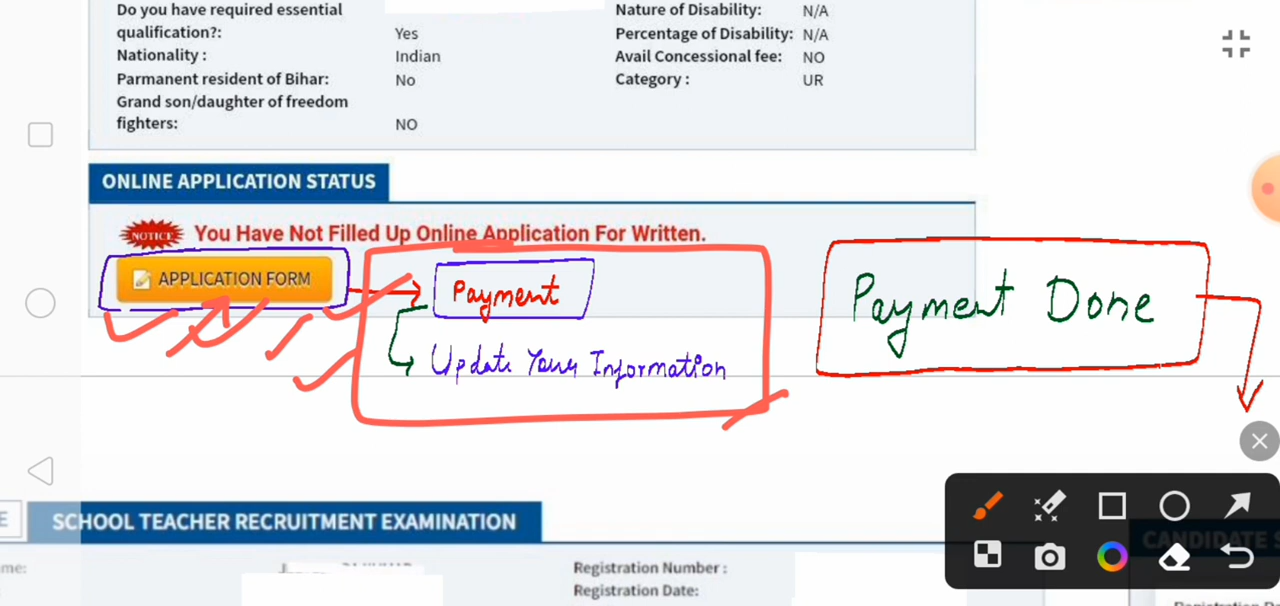 Do you have required essential
qualification?: Yes
Nationality : Indian
Parmanent resident of Bihar: No
Grand son/daughter of freedom
fighters: NO
Nature of Disability: N/A
Percentage of Disability: N/A
Avail Concessional fee: NO
Category : UR
ONLINE APPLICATION STATUS
NOTICE You Have Not Filled Up Online Application For Written.
APPLICATION FORM
Payment
Update Your Information
Payment Done
E
SCHOOL TEACHER RECRUITMENT EXAMINATION
CANDIDATE
me:
Registration Number :
Registration Date: